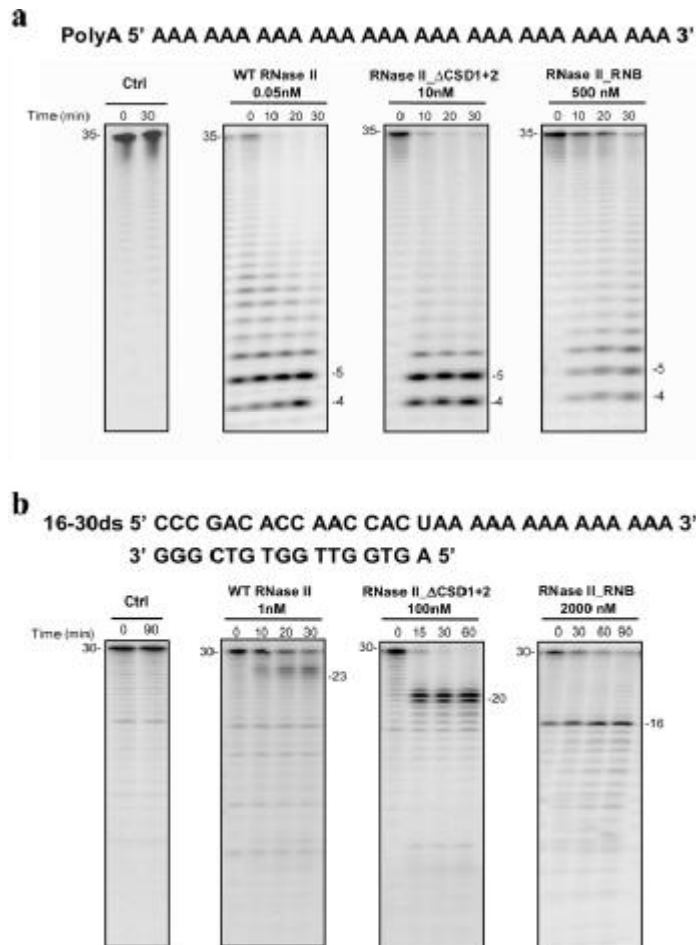 a
PolyA 5' AAA AAA AAA AAA AAA AAA AAA AAA AAA AAA AA 3'
Ctrl
WT RNase II
0.05nM
RNase II_ΔCSD1+2
10nM
RNase II_RNB
500 nM
Time (min) 0 30 0 10 20 30 0 10 20 30 0 10 20 30
35- 35- 35- 35-
-5 -5 -5
-4 -4 -4
b
16-30ds 5' CCC GAC ACC AAC CAC UAA AAA AAA AAA AAA 3'
3' GGG CTG TGG TTG GTG A 5'
Ctrl
WT RNase II
1nM
RNase II_ΔCSD1+2
100nM
RNase II_RNB
2000 nM
Time (min) 0 90 0 10 20 30 0 15 30 60 0 30 60 90
30- 30- 30- 30-
-23
-20
-16